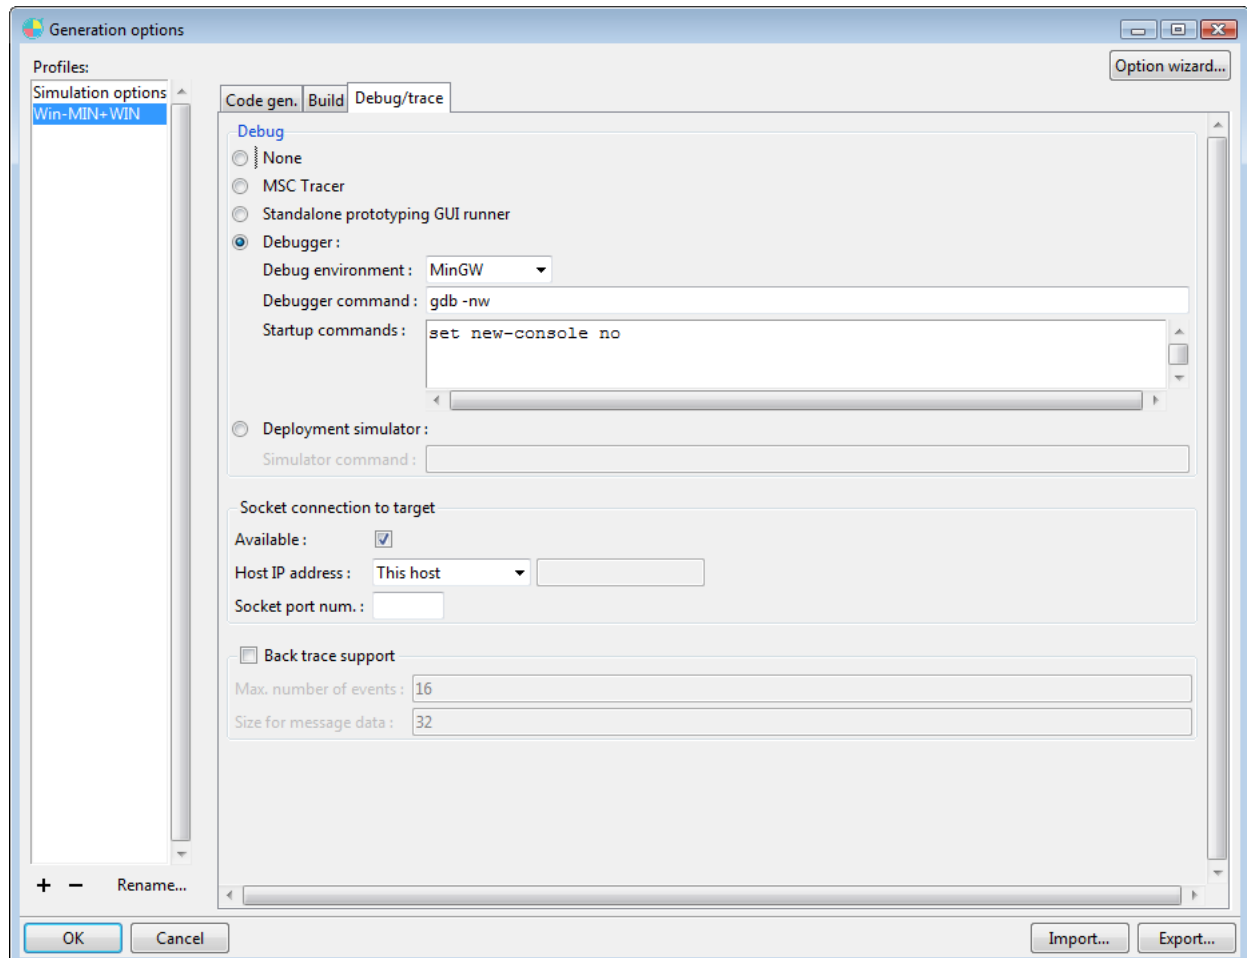 Generation options
Profiles:
Option wizard...
Simulation options
Win-MIN+WIN
Code gen. Build Debug/trace
Debug
None
MSC Tracer
Standalone prototyping GUI runner
Debugger :
Debug environment : MinGW
Debugger command : gdb -nw
Startup commands : set new-console no
Deployment simulator :
Simulator command :
Socket connection to target
Available :
Host IP address : This host
Socket port num. :
Back trace support
Max. number of events : 16
Size for message data : 32
+ − Rename...
OK Cancel Import... Export...